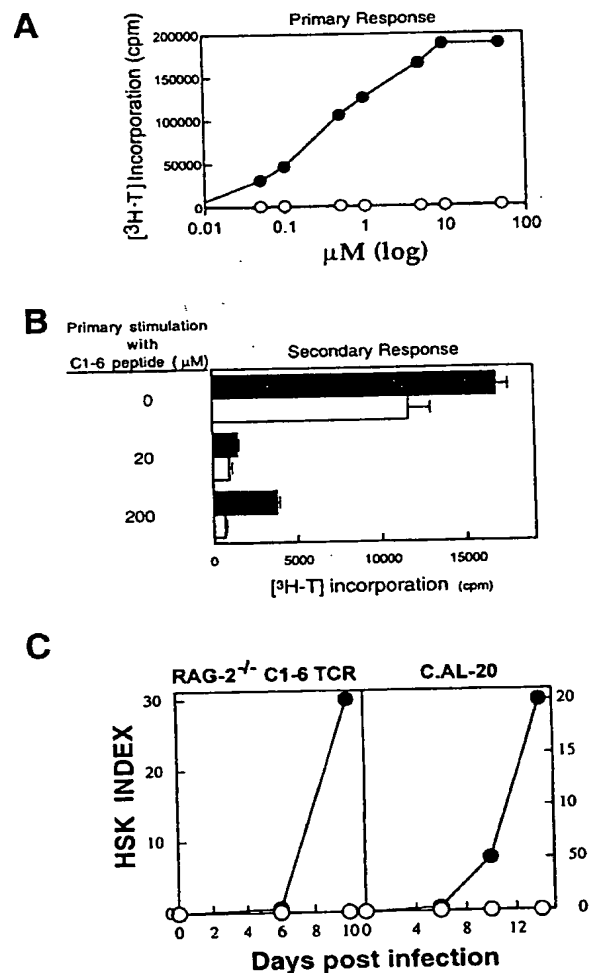 A
Primary Response
[³H-T] Incorporation (cpm)
200000
150000
100000
50000
0
0.01
0.1
1
10
100
μM (log)
B
Primary stimulation
with
C1-6 peptide (μM)
Secondary Response
0
20
200
0
5000
10000
15000
[³H-T] incorporation (cpm)
C
RAG-2⁻/⁻ C1-6 TCR
C.AL-20
HSK INDEX
30
20
10
0
20
15
10
50
0
0
2
4
6
8
10
0
4
8
12
Days post infection